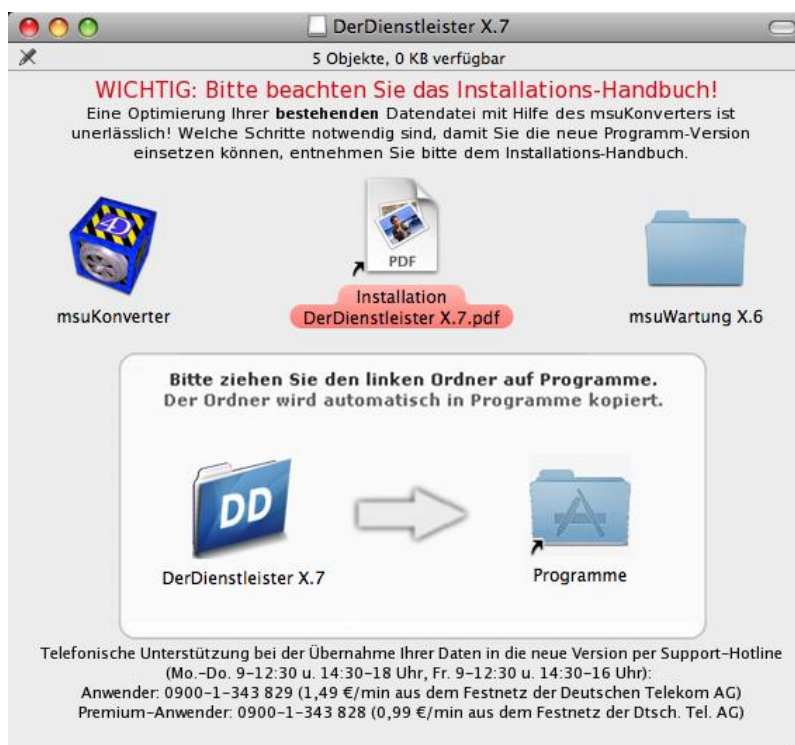 DerDienstleister X.7
5 Objekte, 0 KB verfügbar
WICHTIG: Bitte beachten Sie das Installations-Handbuch!
Eine Optimierung Ihrer bestehenden Datendatei mit Hilfe des msuKonverters ist
unerlässlich! Welche Schritte notwendig sind, damit Sie die neue Programm-Version
einsetzen können, entnehmen Sie bitte dem Installations-Handbuch.
4D
PDF
msuKonverter
Installation
DerDienstleister X.7.pdf
msuWartung X.6
Bitte ziehen Sie den linken Ordner auf Programme.
Der Ordner wird automatisch in Programme kopiert.
DD
DerDienstleister X.7
Programme
Telefonische Unterstützung bei der Übernahme Ihrer Daten in die neue Version per Support-Hotline
(Mo.-Do. 9-12:30 u. 14:30-18 Uhr, Fr. 9-12:30 u. 14:30-16 Uhr):
Anwender: 0900-1-343 829 (1,49 €/min aus dem Festnetz der Deutschen Telekom AG)
Premium-Anwender: 0900-1-343 828 (0,99 €/min aus dem Festnetz der Dtsch. Tel. AG)